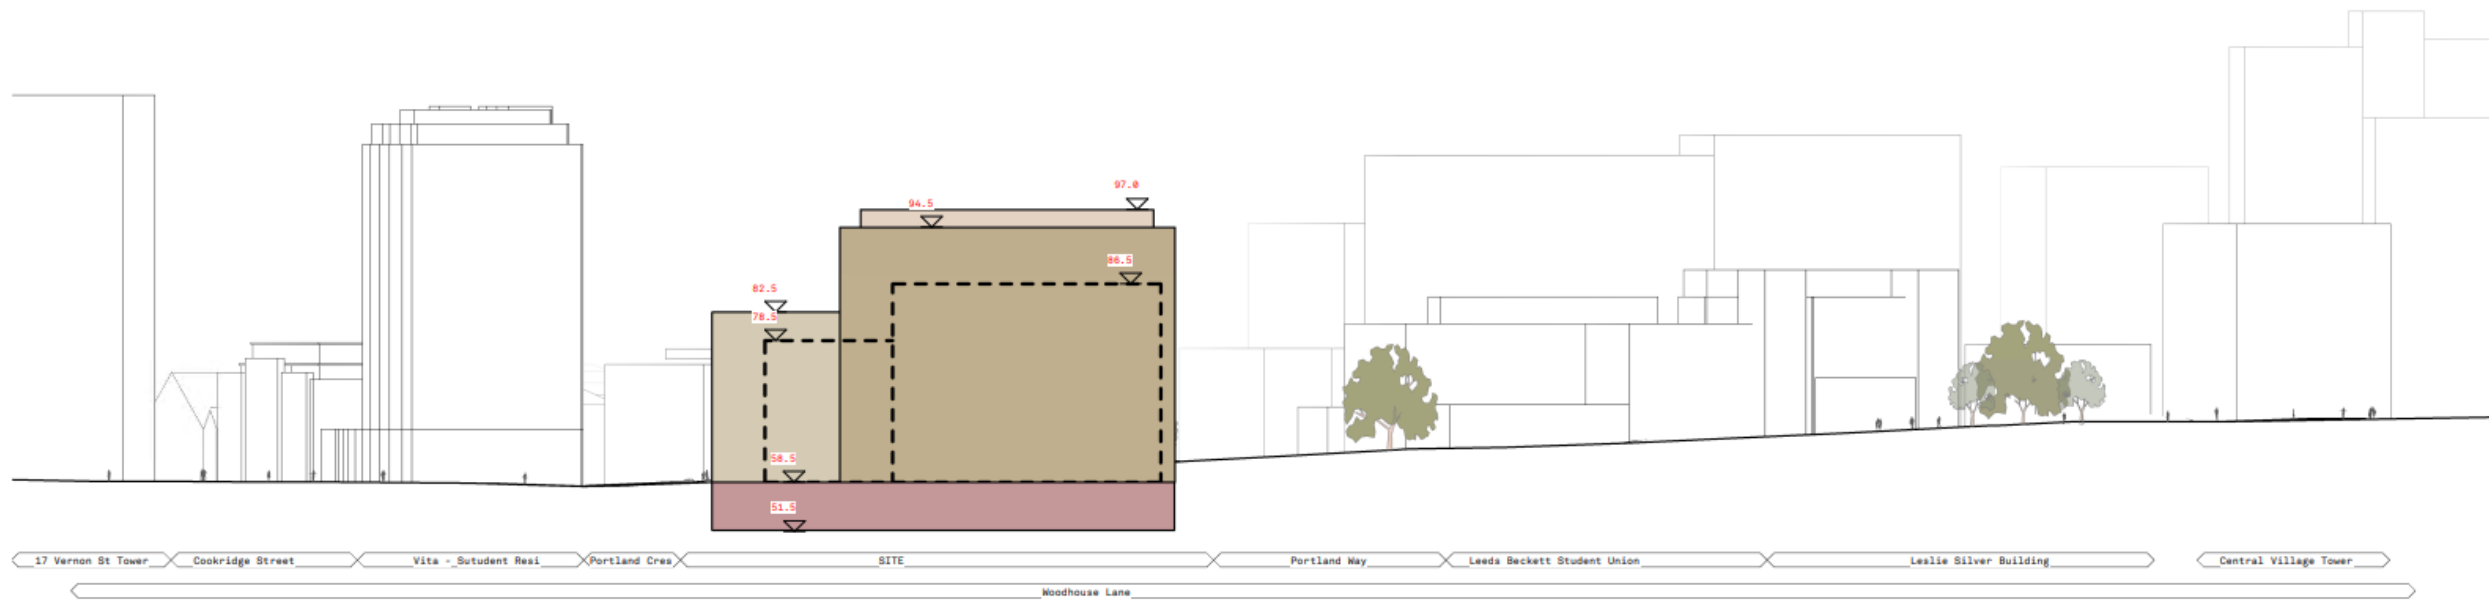 97.0
94.5
86.5
82.5
78.5
58.5
51.5
17 Vernon St Tower
Cookridge Street
Vita - Sutudent Resi
Portland Cres
SITE
Portland Way
Leeds Beckett Student Union
Leslie Silver Building
Central Village Tower
Woodhouse Lane